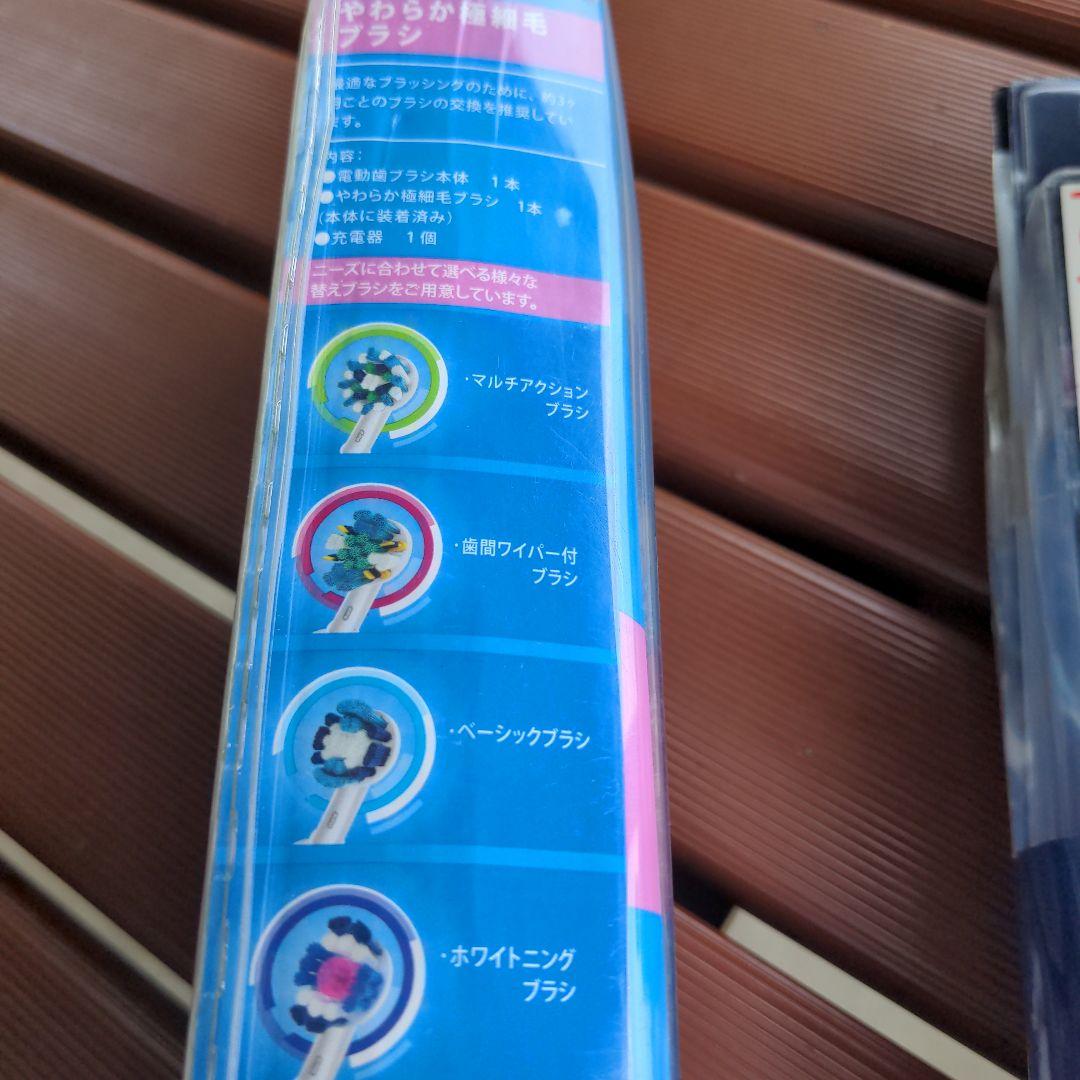 やわらか極細毛
ブラシ
最適なブラッシングのために、約3ヶ
月ごとのブラシの交換を推奨してい
ます。
内容:
●電動歯ブラシ本体 1本
●やわらか極細毛ブラシ 1本
(本体に装着済み)
●充電器 1個
ニーズに合わせて選べる様々な
替えブラシをご用意しています。
・マルチアクション
ブラシ
・歯間ワイパー付
ブラシ
・ベーシックブラシ
・ホワイトニング
ブラシ